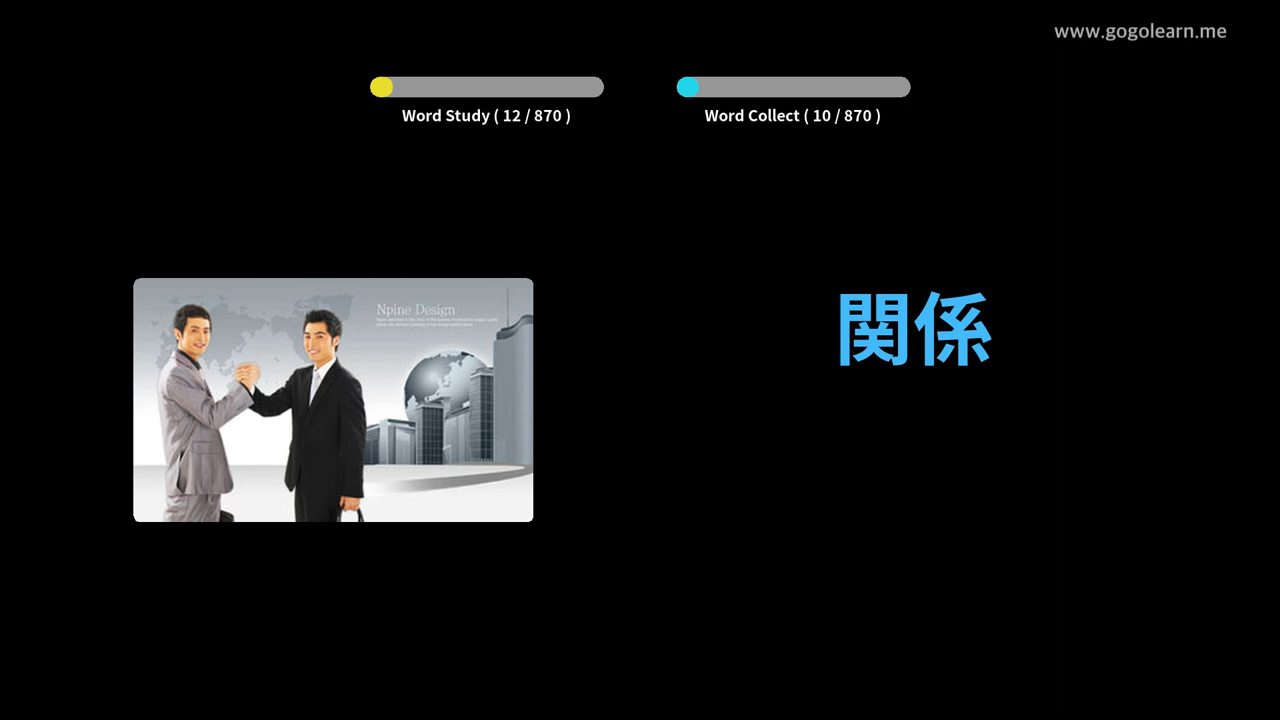 www.gogolearn.me
Word Study ( 12 / 870 )
Word Collect ( 10 / 870 )
Npine Design
関係